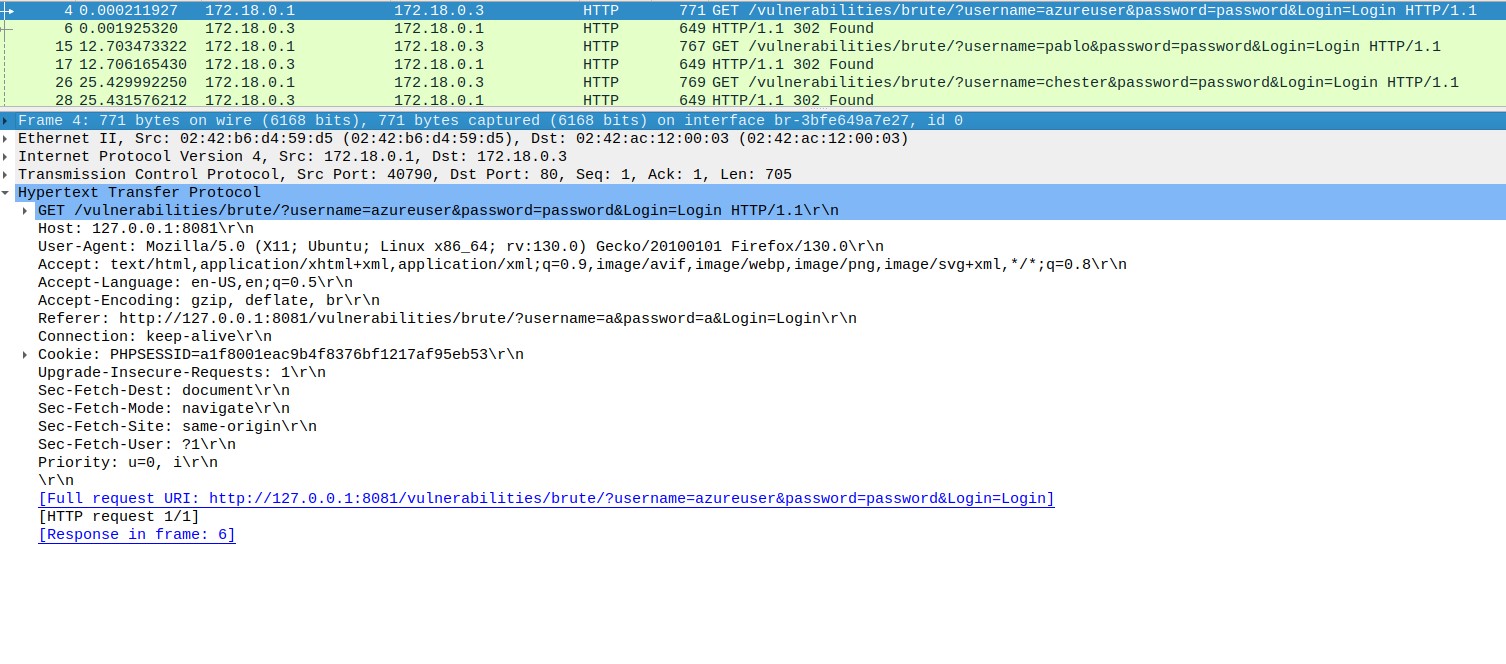 4 0.000211927 172.18.0.1 172.18.0.3 HTTP 771 GET /vulnerabilities/brute/?username=azureuser&password=password&Login=Login HTTP/1.1
6 0.001925320 172.18.0.3 172.18.0.1 HTTP 649 HTTP/1.1 302 Found
15 12.703473322 172.18.0.1 172.18.0.3 HTTP 767 GET /vulnerabilities/brute/?username=pablo&password=password&Login=Login HTTP/1.1
17 12.706165430 172.18.0.3 172.18.0.1 HTTP 649 HTTP/1.1 302 Found
26 25.429992250 172.18.0.1 172.18.0.3 HTTP 769 GET /vulnerabilities/brute/?username=chester&password=password&Login=Login HTTP/1.1
28 25.431576212 172.18.0.3 172.18.0.1 HTTP 649 HTTP/1.1 302 Found
Frame 4: 771 bytes on wire (6168 bits), 771 bytes captured (6168 bits) on interface br-3bfe649a7e27, id 0
Ethernet II, Src: 02:42:b6:d4:59:d5 (02:42:b6:d4:59:d5), Dst: 02:42:ac:12:00:03 (02:42:ac:12:00:03)
Internet Protocol Version 4, Src: 172.18.0.1, Dst: 172.18.0.3
Transmission Control Protocol, Src Port: 40790, Dst Port: 80, Seq: 1, Ack: 1, Len: 705
Hypertext Transfer Protocol
GET /vulnerabilities/brute/?username=azureuser&password=password&Login=Login HTTP/1.1\r\n
Host: 127.0.0.1:8081\r\n
User-Agent: Mozilla/5.0 (X11; Ubuntu; Linux x86_64; rv:130.0) Gecko/20100101 Firefox/130.0\r\n
Accept: text/html,application/xhtml+xml,application/xml;q=0.9,image/avif,image/webp,image/png,image/svg+xml,*/*;q=0.8\r\n
Accept-Language: en-US,en;q=0.5\r\n
Accept-Encoding: gzip, deflate, br\r\n
Referer: http://127.0.0.1:8081/vulnerabilities/brute/?username=a&password=a&Login=Login\r\n
Connection: keep-alive\r\n
Cookie: PHPSESSID=a1f8001eac9b4f8376bf1217af95eb53\r\n
Upgrade-Insecure-Requests: 1\r\n
Sec-Fetch-Dest: document\r\n
Sec-Fetch-Mode: navigate\r\n
Sec-Fetch-Site: same-origin\r\n
Sec-Fetch-User: ?1\r\n
Priority: u=0, i\r\n
\r\n
[Full request URI: http://127.0.0.1:8081/vulnerabilities/brute/?username=azureuser&password=password&Login=Login]
[HTTP request 1/1]
[Response in frame: 6]